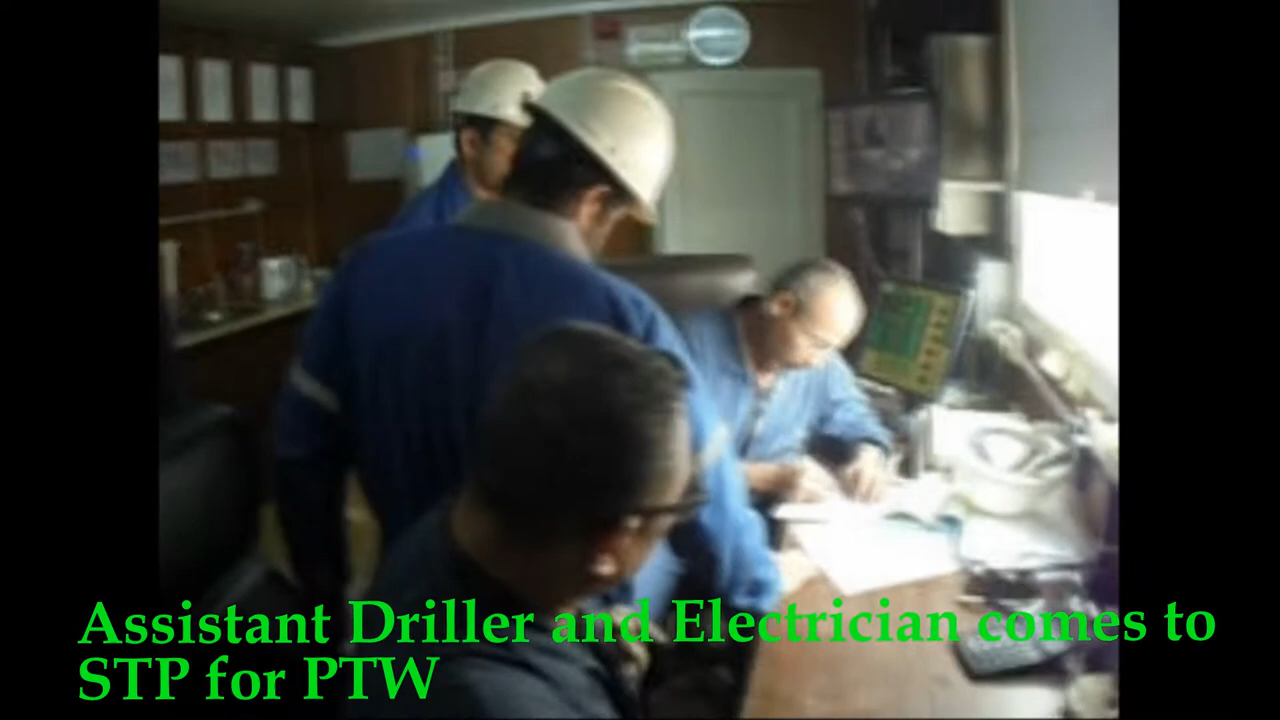 Assistant Driller and Electrician comes to
STP for PTW